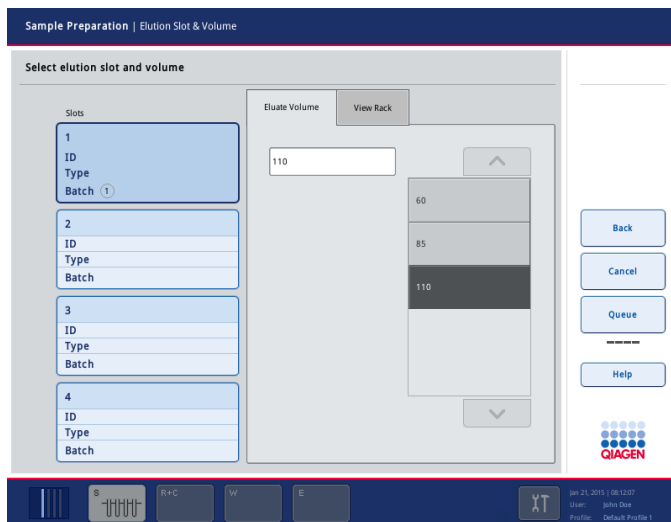 Sample Preparation | Elution Slot & Volume
Select elution slot and volume
Slots
1
ID
Type
Batch 1
2
ID
Type
Batch
3
ID
Type
Batch
4
ID
Type
Batch
Eluate Volume
View Rack
110
60
85
110
Back
Cancel
Queue
Help
QIAGEN
S
R+C
W
E
Jan 21, 2015 | 08:12:07
User: John Doe
Profile: Default Profile 1